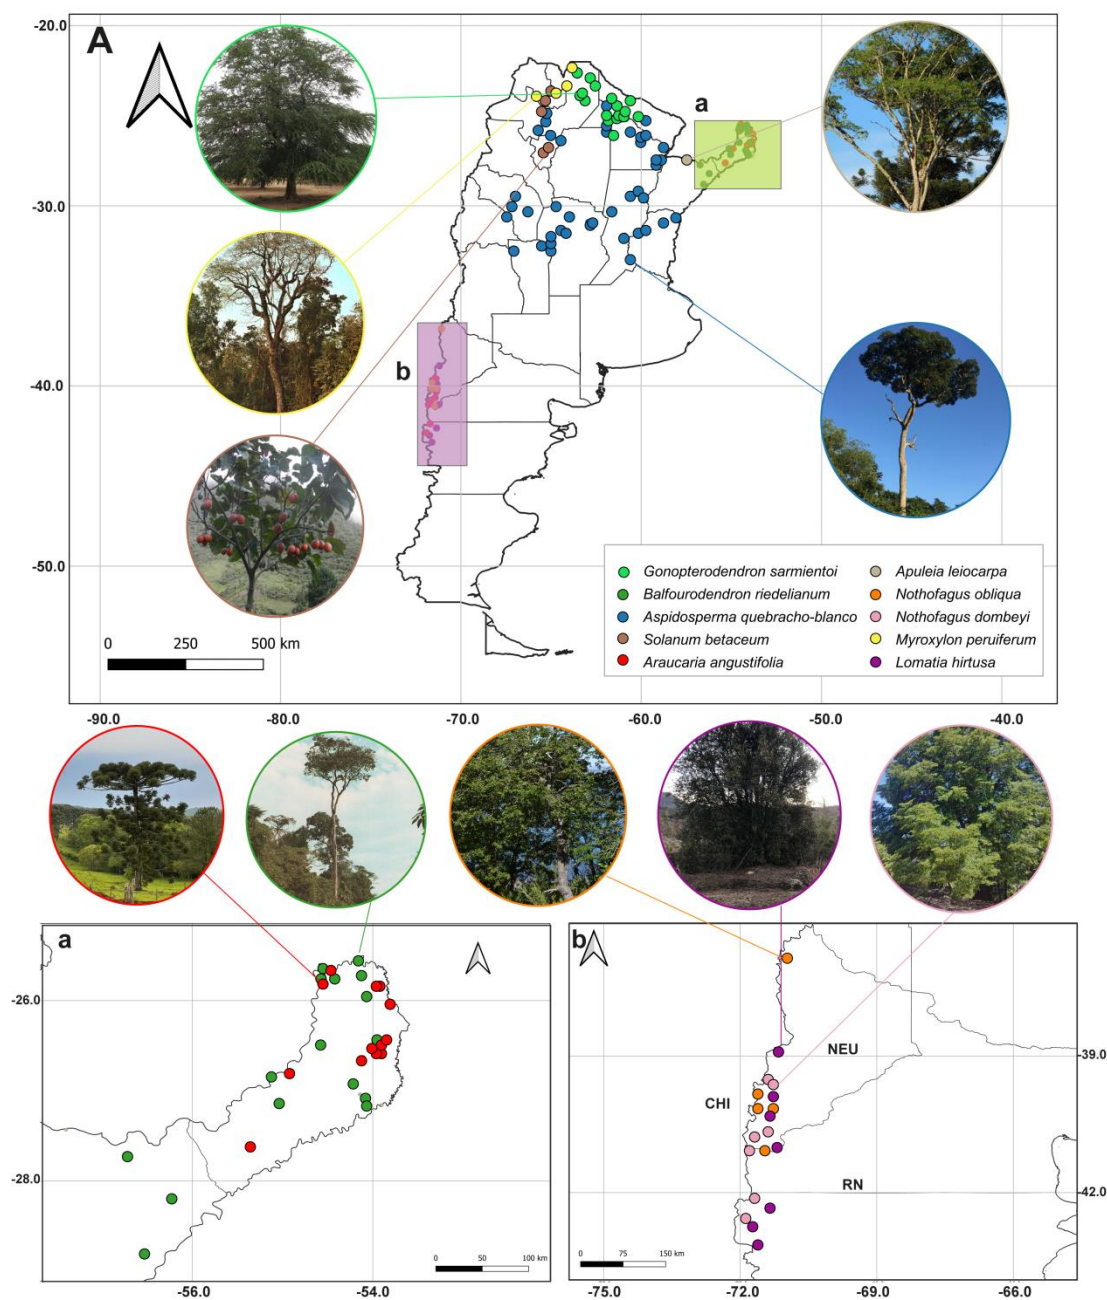 A
-20.0
-30.0
-40.0
-50.0
a
b
0 250 500 km
Gonopterodendron sarmientoi
Balfourodendron riedelianum
Aspidosperma quebracho-blanco
Solanum betaceum
Araucaria angustifolia
Apuleia leiocarpa
Nothofagus obliqua
Nothofagus dombeyi
Myroxylon peruiferum
Lomatia hirtusa
-90.0 -80.0 -70.0 -60.0 -50.0 -40.0
a
-26.0
-28.0
0 50 100 km
-56.0 -54.0
b
NEU
CHI
RN
-39.0
-42.0
0 75 150 km
-75.0 -72.0 -69.0 -66.0